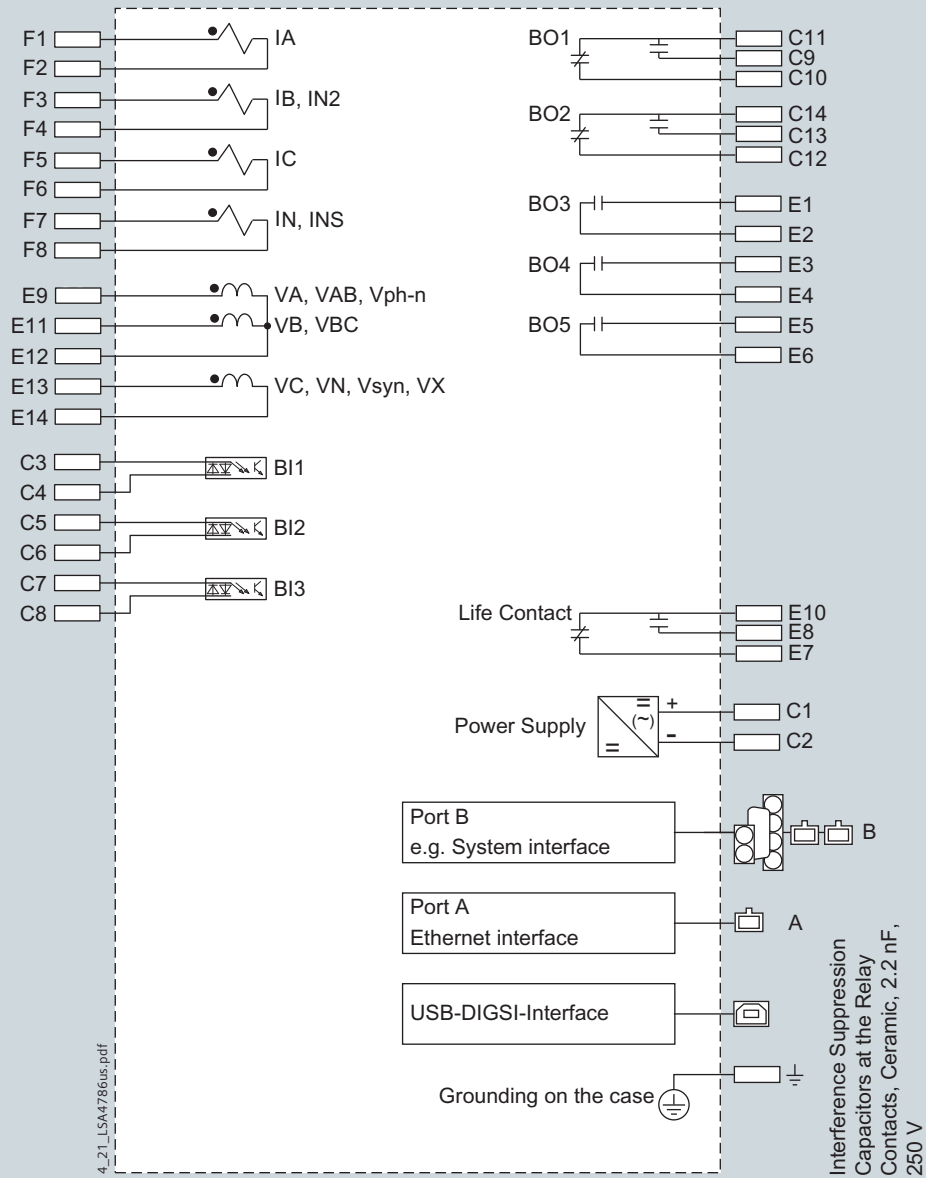 F1
F2
IA
F3
F4
IB, IN2
F5
F6
IC
F7
F8
IN, INS
E9
VA, VAB, Vph-n
E11
VB, VBC
E12
E13
VC, VN, Vsyn, VX
E14
C3
BI1
C4
C5
BI2
C6
C7
BI3
C8
BO1
C11
C9
C10
BO2
C14
C13
C12
BO3
E1
E2
BO4
E3
E4
BO5
E5
E6
Life Contact
E10
E8
E7
Power Supply
=
(~)
=
+
-
C1
C2
Port B
e.g. System interface
B
Port A
Ethernet interface
A
USB-DIGSI-Interface
Grounding on the case
Interference Suppression
Capacitors at the Relay
Contacts, Ceramic, 2.2 nF,
250 V
4_21_LSA4786us.pdf